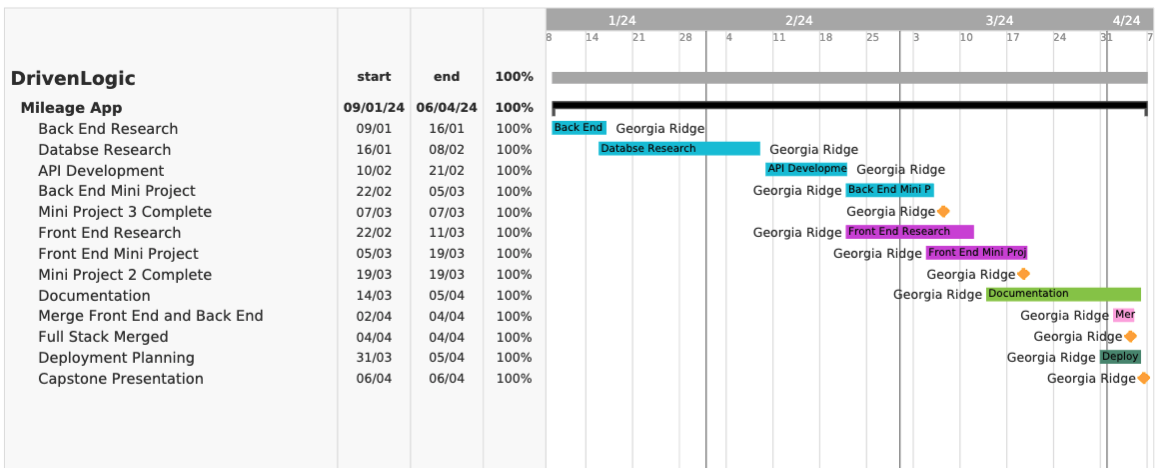 1/24 2/24 3/24 4/24
8 14 21 28 4 11 18 25 3 10 17 24 31 7
DrivenLogic start end 100%
Mileage App 09/01/24 06/04/24 100%
Back End Research 09/01 16/01 100% Back End Georgia Ridge
Databse Research 16/01 08/02 100% Databse Research Georgia Ridge
API Development 10/02 21/02 100% API Developme Georgia Ridge
Back End Mini Project 22/02 05/03 100% Georgia Ridge Back End Mini P
Mini Project 3 Complete 07/03 07/03 100% Georgia Ridge
Front End Research 22/02 11/03 100% Georgia Ridge Front End Research
Front End Mini Project 05/03 19/03 100% Georgia Ridge Front End Mini Proj
Mini Project 2 Complete 19/03 19/03 100% Georgia Ridge
Documentation 14/03 05/04 100% Georgia Ridge Documentation
Merge Front End and Back End 02/04 04/04 100% Georgia Ridge Mer
Full Stack Merged 04/04 04/04 100% Georgia Ridge
Deployment Planning 31/03 05/04 100% Georgia Ridge Deploy
Capstone Presentation 06/04 06/04 100% Georgia Ridge